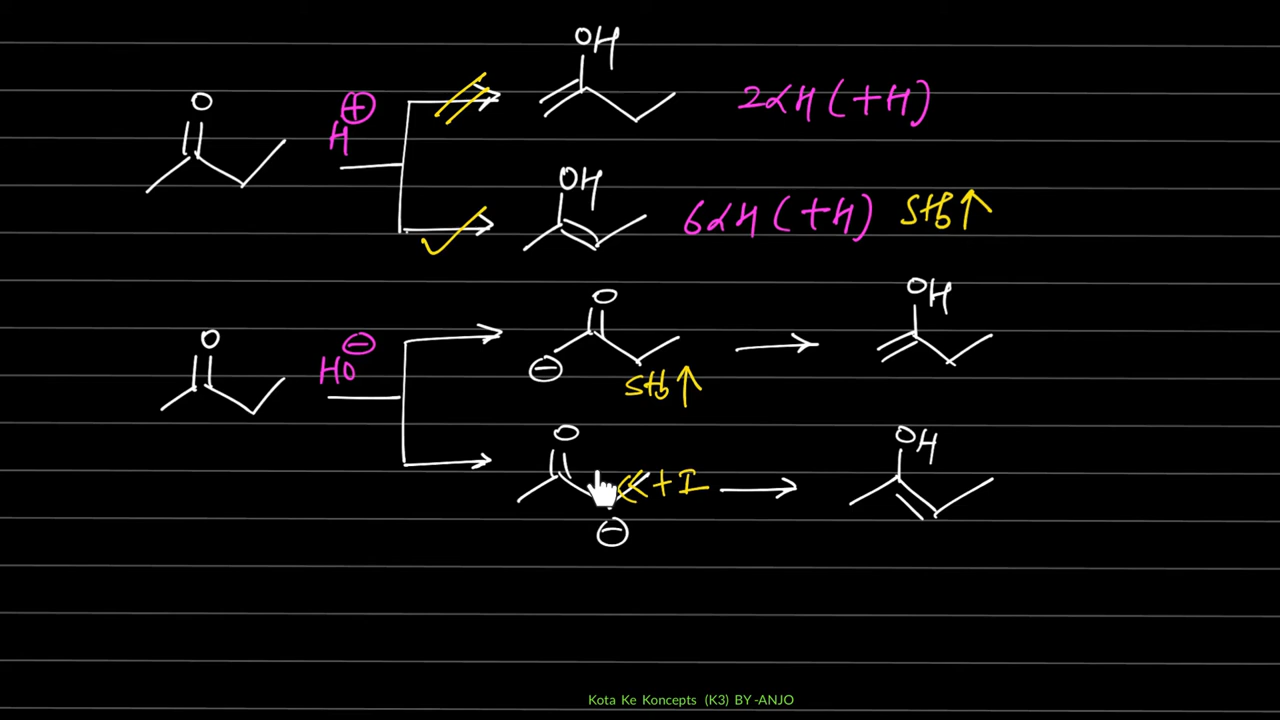 OH
O
H⊕
2αH (+H)
OH
6αH (+H) Stb↑
O
HO⊖
O
⊖
Stb↑
OH
O
⊖
+I
OH
Kota Ke Koncepts (K3) BY -ANJO